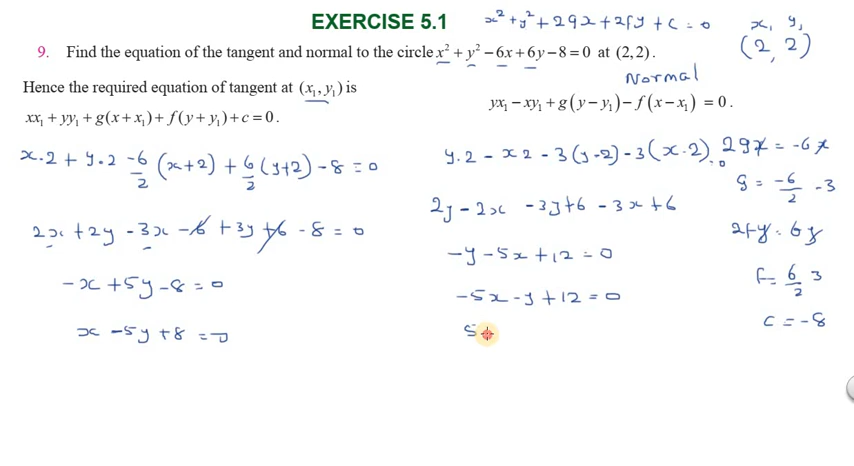 EXERCISE 5.1
x² + y² + 2gx + 2fy + c = 0
x, y,
(2, 2)
9. Find the equation of the tangent and normal to the circle x² + y² − 6x + 6y − 8 = 0 at (2, 2).
Normal
Hence the required equation of tangent at (x₁, y₁) is
xx₁ + yy₁ + g(x + x₁) + f(y + y₁) + c = 0.
yx₁ − xy₁ + g(y − y₁) − f(x − x₁) = 0.
x·2 + y·2 −6/2 (x+2) + 6/2 (y+2) − 8 = 0
2x + 2y − 3x − 6 + 3y + 6 − 8 = 0
−x + 5y − 8 = 0
x − 5y + 8 = 0
y·2 − x2 − 3(y−2) − 3(x−2) = 0
2y − 2x − 3y + 6 − 3x + 6
−y − 5x + 12 = 0
−5x − y + 12 = 0
5
2gx = −6x
g = −6/2 −3
2fy = 6y
f = 6/2 3
c = −8